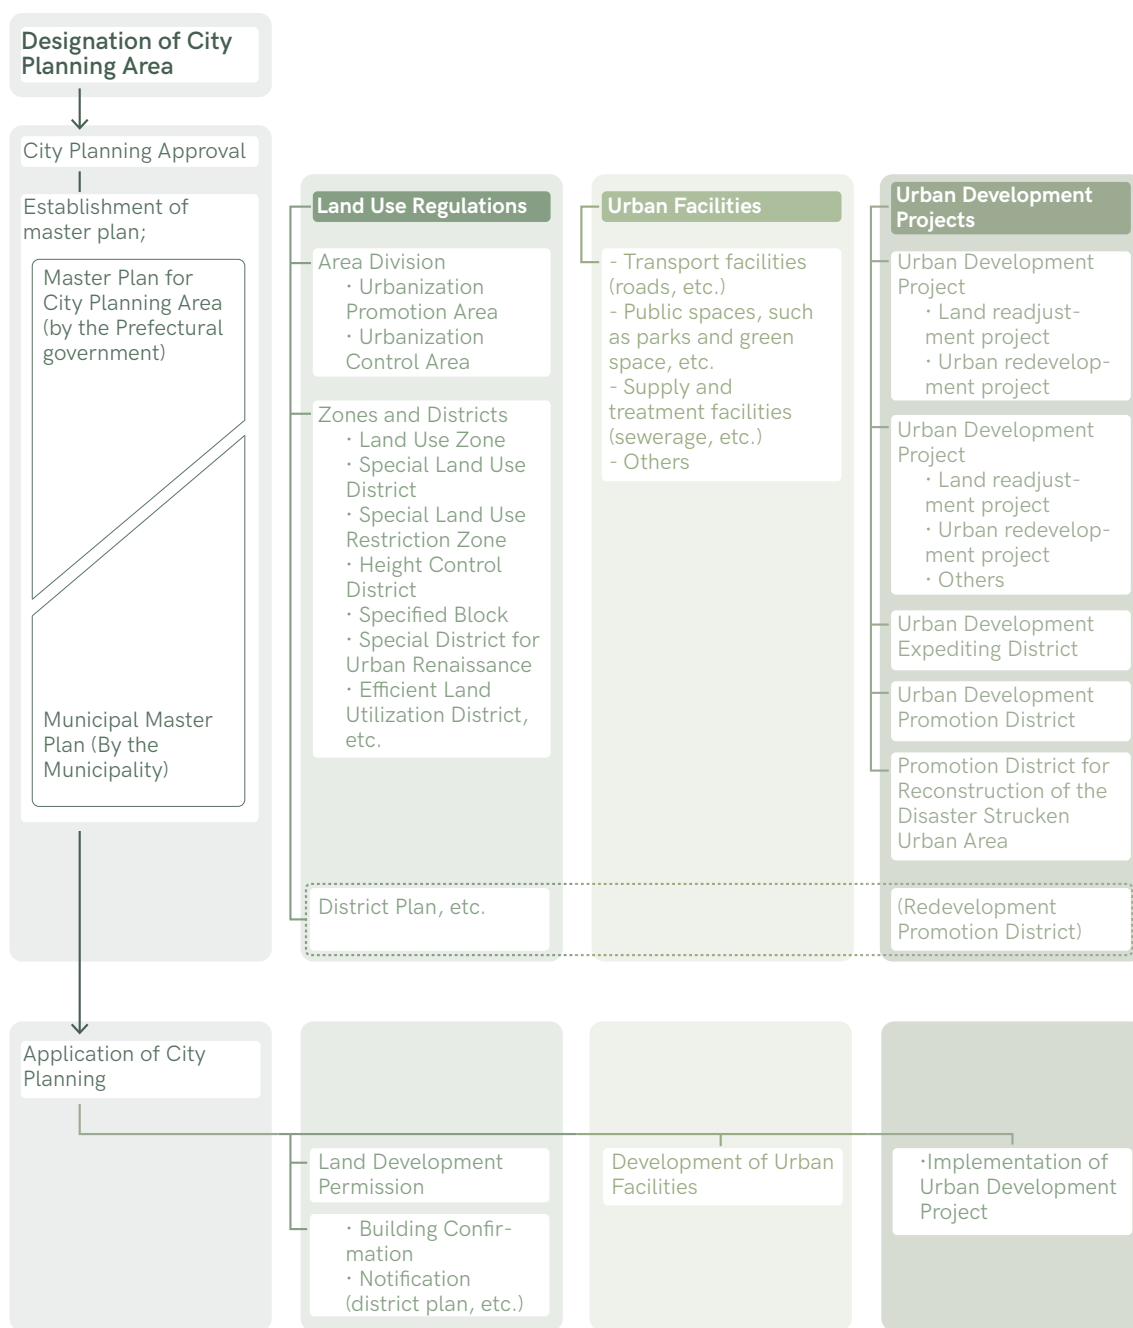 Designation of City
Planning Area
City Planning Approval
Establishment of
master plan;
Master Plan for
City Planning Area
(by the Prefectural
government)
Municipal Master
Plan (By the
Municipality)
Land Use Regulations
Area Division
· Urbanization
Promotion Area
· Urbanization
Control Area
Zones and Districts
· Land Use Zone
· Special Land Use
District
· Special Land Use
Restriction Zone
· Height Control
District
· Specified Block
· Special District for
Urban Renaissance
· Efficient Land
Utilization District,
etc.
District Plan, etc.
Urban Facilities
- Transport facilities
(roads, etc.)
- Public spaces, such
as parks and green
space, etc.
- Supply and
treatment facilities
(sewerage, etc.)
- Others
Urban Development
Projects
Urban Development
Project
· Land readjust-
ment project
· Urban redevelop-
ment project
Urban Development
Project
· Land readjust-
ment project
· Urban redevelop-
ment project
· Others
Urban Development
Expediting District
Urban Development
Promotion District
Promotion District for
Reconstruction of the
Disaster Strucken
Urban Area
(Redevelopment
Promotion District)
Application of City
Planning
Land Development
Permission
· Building Confir-
mation
· Notification
(district plan, etc.)
Development of Urban
Facilities
·Implementation of
Urban Development
Project